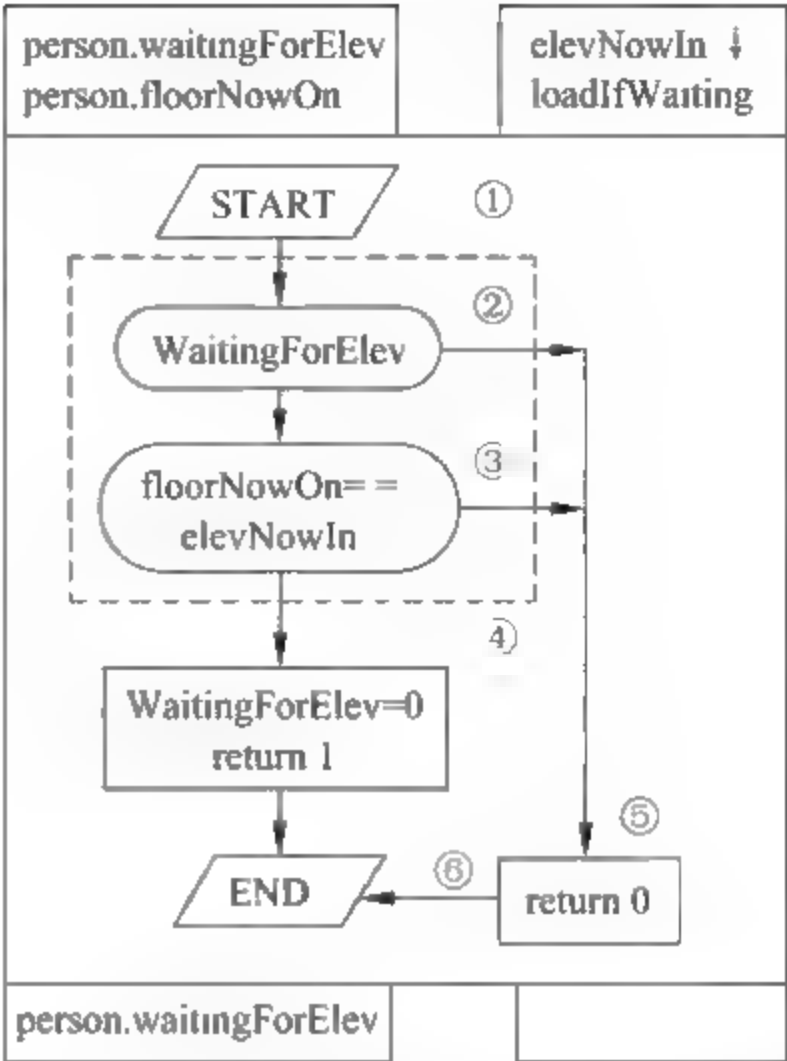 person.waitingForElev
person.floorNowOn
elevNowIn ↓
loadIfWaiting
START
①
②
WaitingForElev
③
floorNowOn= =
elevNowIn
④
WaitingForElev=0
return 1
⑤
END
⑥
return 0
person.waitingForElev